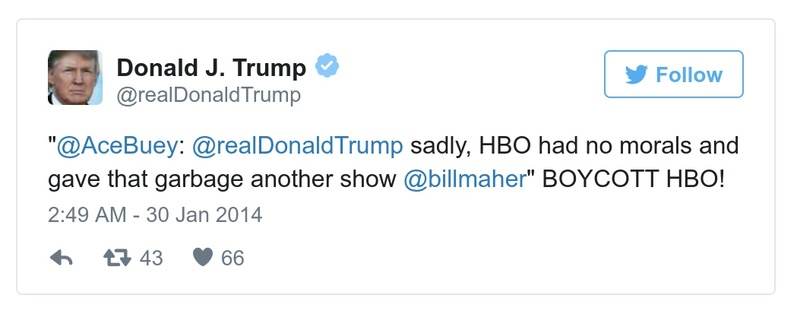 Donald J. Trump
@realDonaldTrump
Follow
"@AceBuey: @realDonaldTrump sadly, HBO had no morals and
gave that garbage another show @billmaher" BOYCOTT HBO!
2:49 AM - 30 Jan 2014
43 66